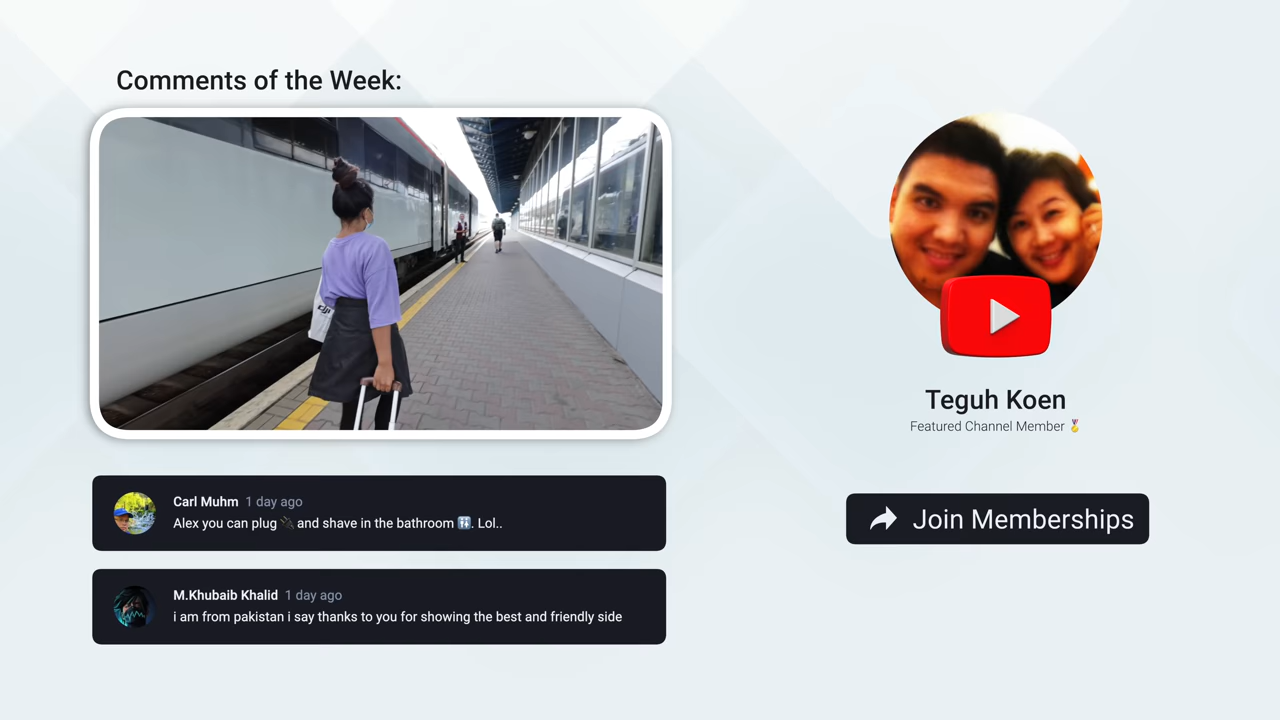 Comments of the Week:
dji
Carl Muhm 1 day ago
Alex you can plug 🔌 and shave in the bathroom 🚻. Lol..
M.Khubaib Khalid 1 day ago
i am from pakistan i say thanks to you for showing the best and friendly side
Teguh Koen
Featured Channel Member 🏅
Join Memberships